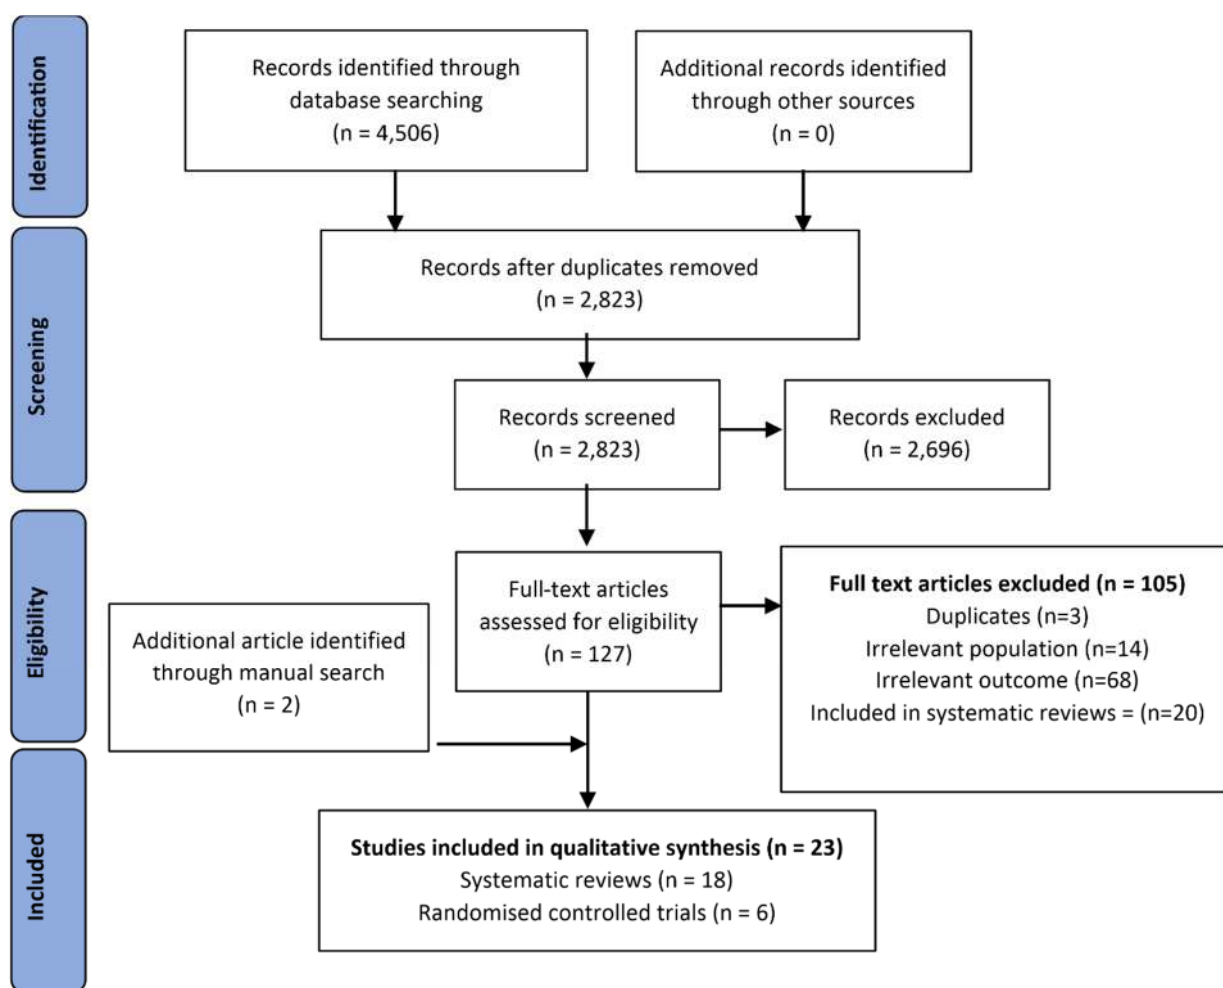 Identification
Records identified through
database searching
(n = 4,506)
Additional records identified
through other sources
(n = 0)
Screening
Records after duplicates removed
(n = 2,823)
Records screened
(n = 2,823)
Records excluded
(n = 2,696)
Eligibility
Full-text articles
assessed for eligibility
(n = 127)
Full text articles excluded (n = 105)
Duplicates (n=3)
Irrelevant population (n=14)
Irrelevant outcome (n=68)
Included in systematic reviews = (n=20)
Additional article identified
through manual search
(n = 2)
Included
Studies included in qualitative synthesis (n = 23)
Systematic reviews (n = 18)
Randomised controlled trials (n = 6)